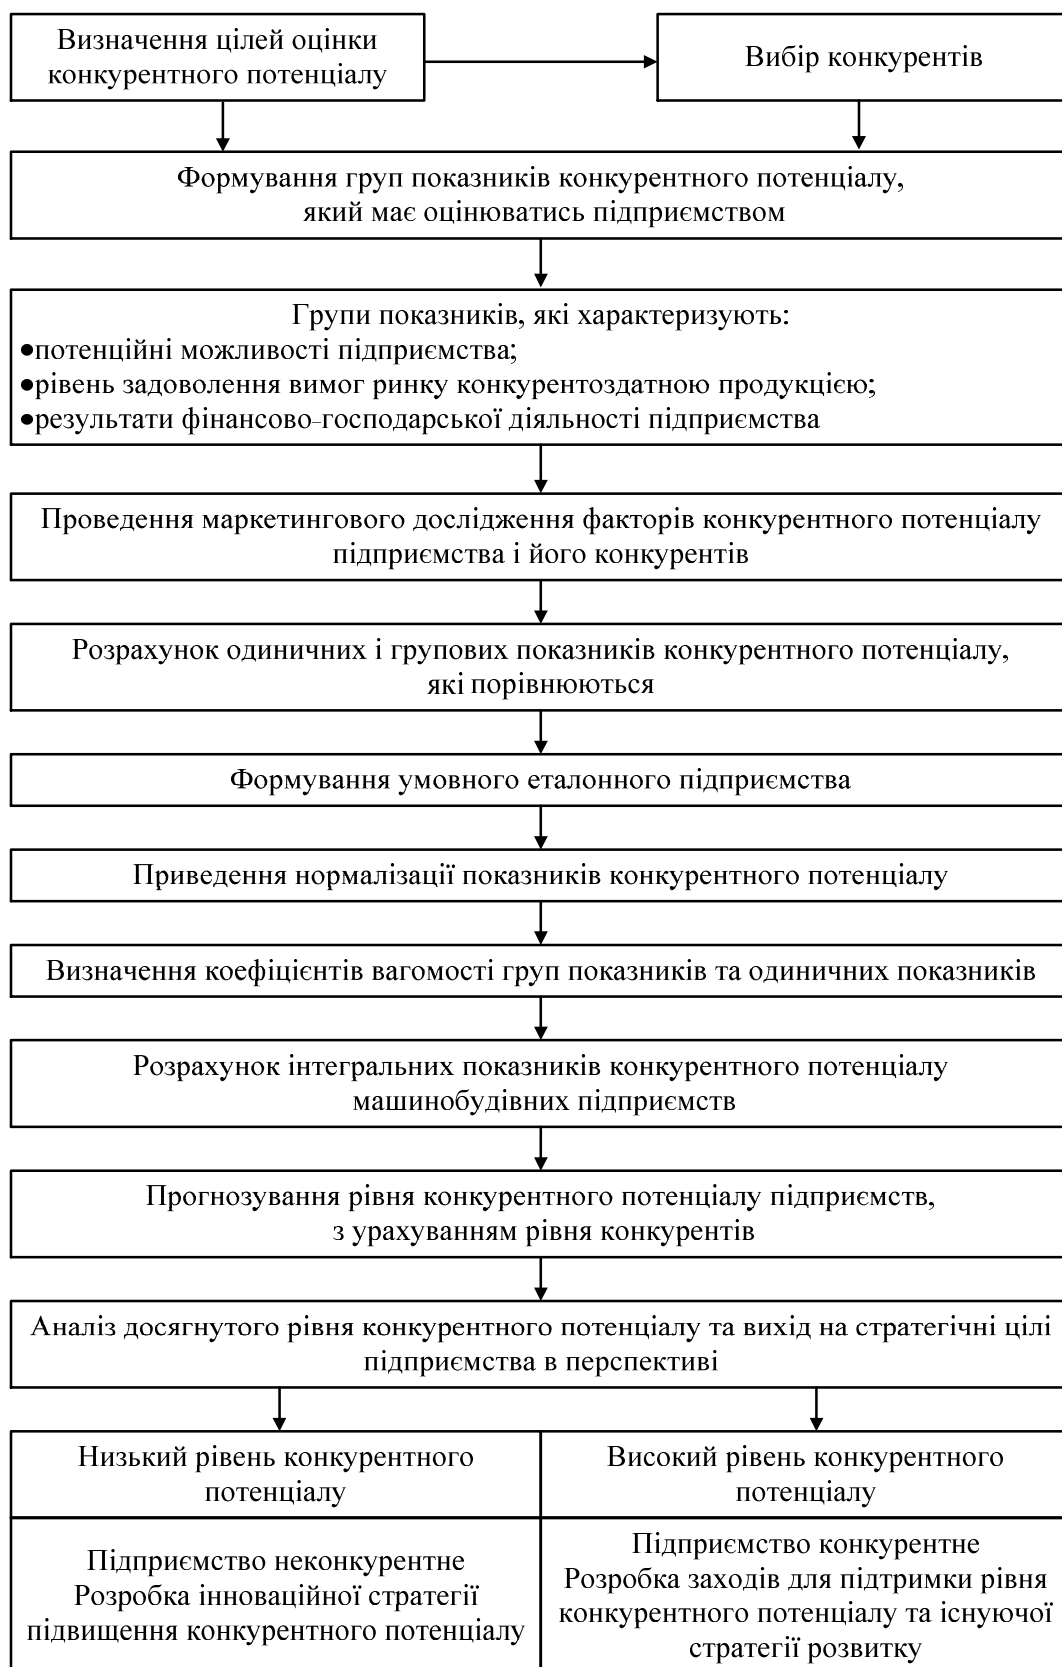 Визначення цілей оцінки
конкурентного потенціалу
Вибір конкурентів
Формування груп показників конкурентного потенціалу,
який має оцінюватись підприємством
Групи показників, які характеризують:
•потенційні можливості підприємства;
•рівень задоволення вимог ринку конкурентоздатною продукцією;
•результати фінансово-господарської діяльності підприємства
Проведення маркетингового дослідження факторів конкурентного потенціалу
підприємства і його конкурентів
Розрахунок одиничних і групових показників конкурентного потенціалу,
які порівнюються
Формування умовного еталонного підприємства
Приведення нормалізації показників конкурентного потенціалу
Визначення коефіцієнтів вагомості груп показників та одиничних показників
Розрахунок інтегральних показників конкурентного потенціалу
машинобудівних підприємств
Прогнозування рівня конкурентного потенціалу підприємств,
з урахуванням рівня конкурентів
Аналіз досягнутого рівня конкурентного потенціалу та вихід на стратегічні цілі
підприємства в перспективі
Низький рівень конкурентного
потенціалу
Високий рівень конкурентного
потенціалу
Підприємство неконкурентне
Розробка інноваційної стратегії
підвищення конкурентного потенціалу
Підприємство конкурентне
Розробка заходів для підтримки рівня
конкурентного потенціалу та існуючої
стратегії розвитку